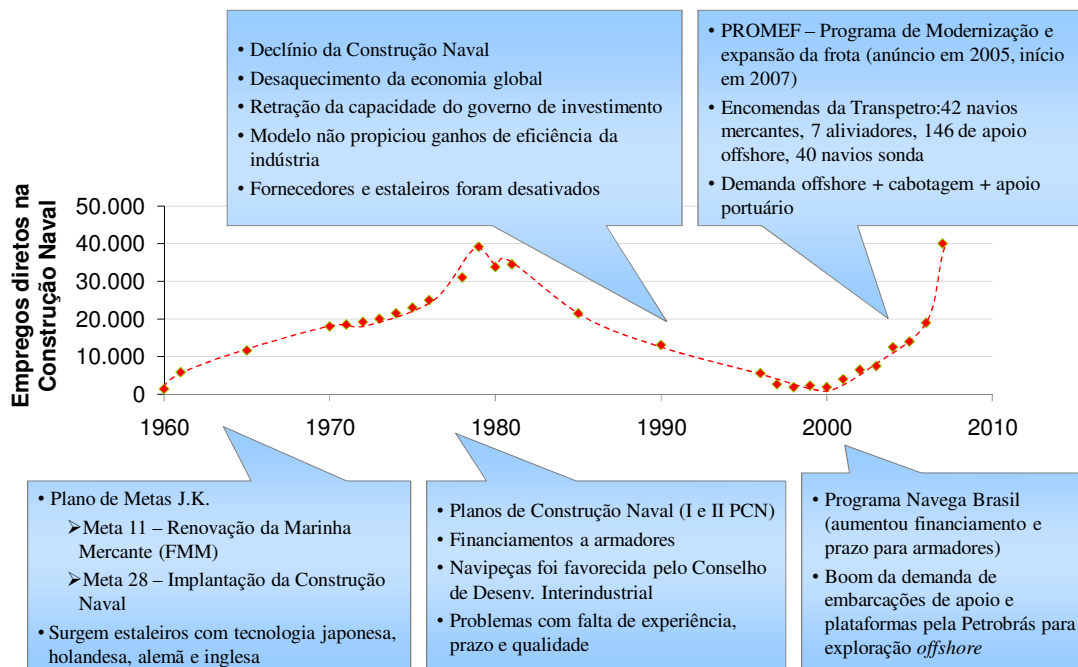 • Declínio da Construção Naval
• Desaquecimento da economia global
• Retração da capacidade do governo de investimento
• Modelo não propiciou ganhos de eficiência da
indústria
• Fornecedores e estaleiros foram desativados
• PROMEF – Programa de Modernização e
expansão da frota (anúncio em 2005, início
em 2007)
• Encomendas da Transpetro:42 navios
mercantes, 7 aliviadores, 146 de apoio
offshore, 40 navios sonda
• Demanda offshore + cabotagem + apoio
portuário
Empregos diretos na
Construção Naval
50.000
40.000
30.000
20.000
10.000
0
1960
1970
1980
1990
2000
2010
• Plano de Metas J.K.
➢Meta 11 – Renovação da Marinha
Mercante (FMM)
➢Meta 28 – Implantação da Construção
Naval
• Surgem estaleiros com tecnologia japonesa,
holandesa, alemã e inglesa
• Planos de Construção Naval (I e II PCN)
• Financiamentos a armadores
• Navipeças foi favorecida pelo Conselho
de Desenv. Interindustrial
• Problemas com falta de experiência,
prazo e qualidade
• Programa Navega Brasil
(aumentou financiamento e
prazo para armadores)
• Boom da demanda de
embarcações de apoio e
plataformas pela Petrobrás para
exploração offshore